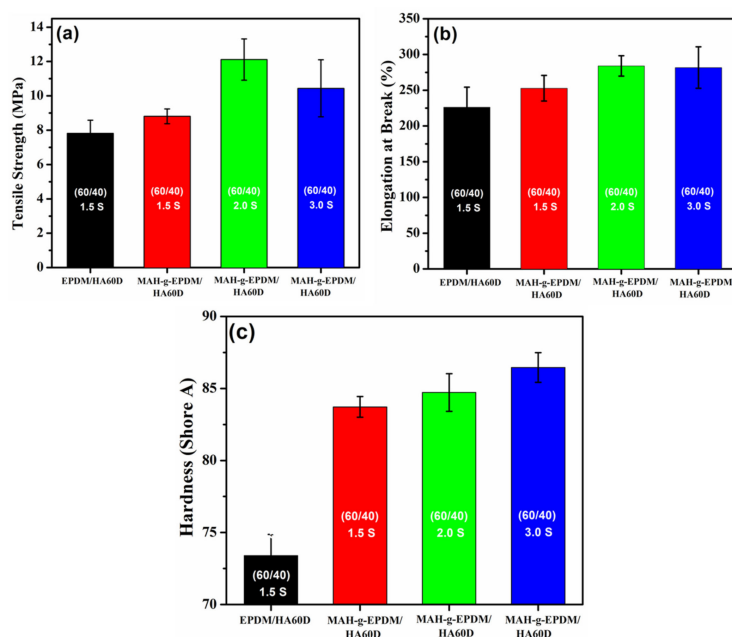 (a)
Tensile Strength (MPa)
14
12
10
8
6
4
2
0
(60/40)
1.5 S
(60/40)
1.5 S
(60/40)
2.0 S
(60/40)
3.0 S
EPDM/HA60D
MAH-g-EPDM/
HA60D
MAH-g-EPDM/
HA60D
MAH-g-EPDM/
HA60D
(b)
Elongation at Break (%)
350
300
250
225
200
150
100
50
0
(60/40)
1.5 S
(60/40)
1.5 S
(60/40)
2.0 S
(60/40)
3.0 S
EPDM/HA60D
MAH-g-EPDM/
HA60D
MAH-g-EPDM/
HA60D
MAH-g-EPDM/
HA60D
(c)
Hardness (Shore A)
90
85
80
75
70
(60/40)
1.5 S
(60/40)
1.5 S
(60/40)
2.0 S
(60/40)
3.0 S
EPDM/HA60D
MAH-g-EPDM/
HA60D
MAH-g-EPDM/
HA60D
MAH-g-EPDM/
HA60D